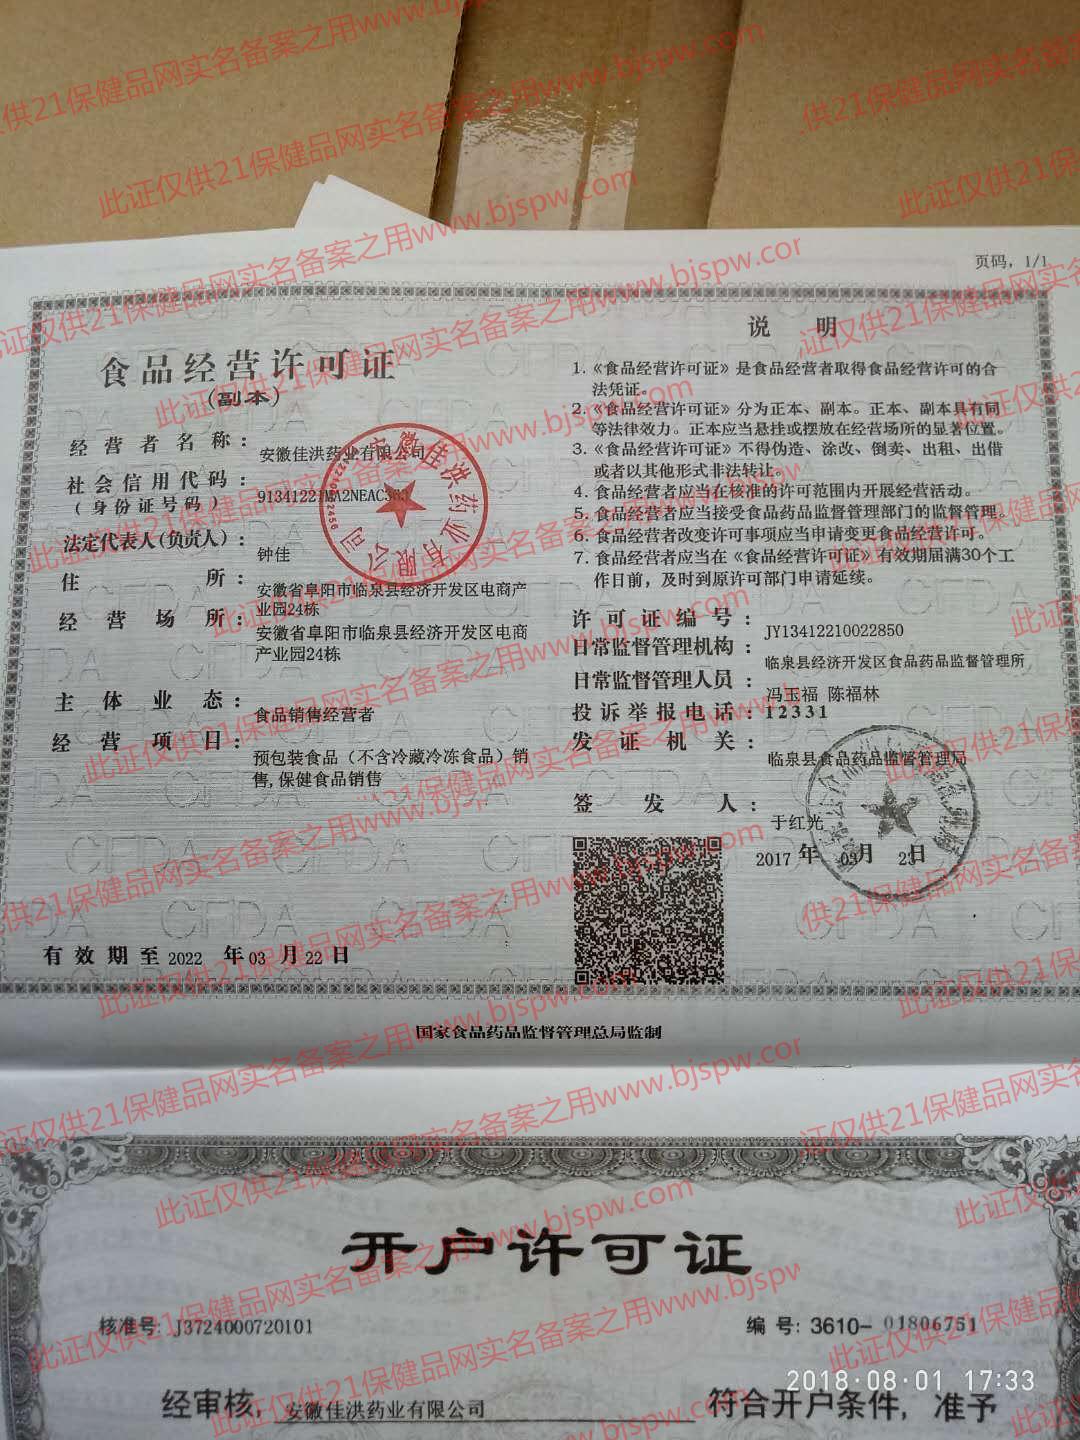 页码，1/1
食品经营许可证
(副本)
经营者名称：
安徽佳洪药业有限公司
社会信用代码：
(身份证号码)
法定代表人(负责人)：
钟佳
住所：
安徽省阜阳市临泉县经济开发区电商产
业园24栋
经营场所：
安徽省阜阳市临泉县经济开发区电商
产业园24栋
主体业态：
食品销售经营者
经营项目：
预包装食品（不含冷藏冷冻食品）销
售,保健食品销售
有效期至 2022 年 03 月 22 日
说明
1.《食品经营许可证》是食品经营者取得食品经营许可的合
法凭证。
2.《食品经营许可证》分为正本、副本。正本、副本具有同
等法律效力。正本应当悬挂或摆放在经营场所的显著位置。
3.《食品经营许可证》不得伪造、涂改、倒卖、出租、出借
或者以其他形式非法转让。
4. 食品经营者应当在核准的许可范围内开展经营活动。
5. 食品经营者应当接受食品药品监督管理部门的监督管理。
6. 食品经营者改变许可事项应当申请变更食品经营许可。
7. 食品经营者应当在《食品经营许可证》有效期届满30个工
作日前，及时到原许可部门申请延续。
许可证编号：
JY13412210022850
日常监督管理机构：
临泉县经济开发区食品药品监督管理所
日常监督管理人员：
冯玉福 陈福林
投诉举报电话：12331
发证机关：
临泉县食品药品监督管理局
签发人：
于红光
2017 年 03月 23日
国家食品药品监督管理总局监制
安徽佳洪药业有限公司
开户许可证
核准号: J3724000720101
编号: 3610-01806751
经审核, 安徽佳洪药业有限公司 符合开户条件, 准予
2018·08·01 17:33
此证仅供21保健品网实名备案之用www.bjspw.com